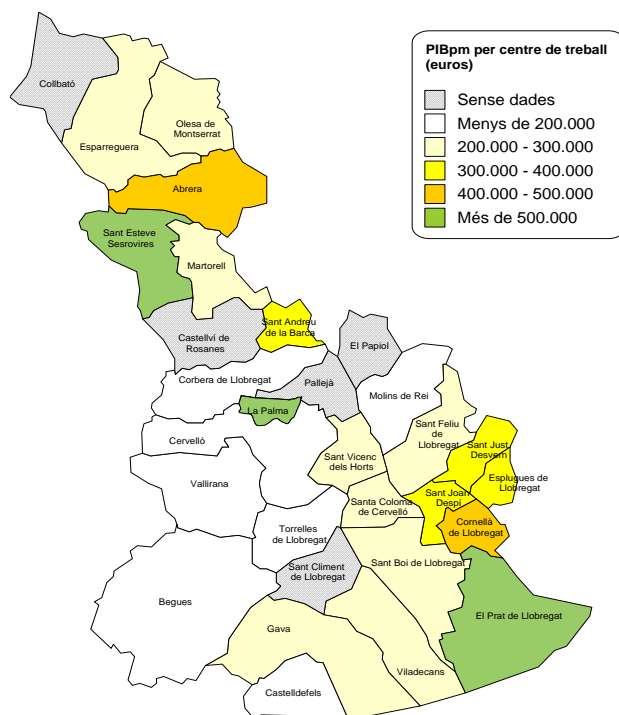 PIBpm per centre de treball
(euros)
Sense dades
Menys de 200.000
200.000 - 300.000
300.000 - 400.000
400.000 - 500.000
Més de 500.000
Collbató
Olesa de
Montserrat
Esparreguera
Abrera
Sant Esteve
Sesrovires
Martorell
Sant Andreu
de la Barca
Castellví de
Rosanes
El Papiol
Corbera de Llobregat
Pallejà
Molins de Rei
La Palma
Sant Feliu
de
Llobregat
Cervelló
Sant Just
Desvern
Sant Vicenc
dels Horts
Vallirana
Esplugues de
Llobregat
Santa Coloma
de Cervelló
Sant Joan
Despí
Torrelles
de Llobregat
Cornellà
de Llobregat
Sant Climent
de Llobregat
Sant Boi de Llobregat
Begues
El Prat de Llobregat
Gava
Viladecans
Castelldefels